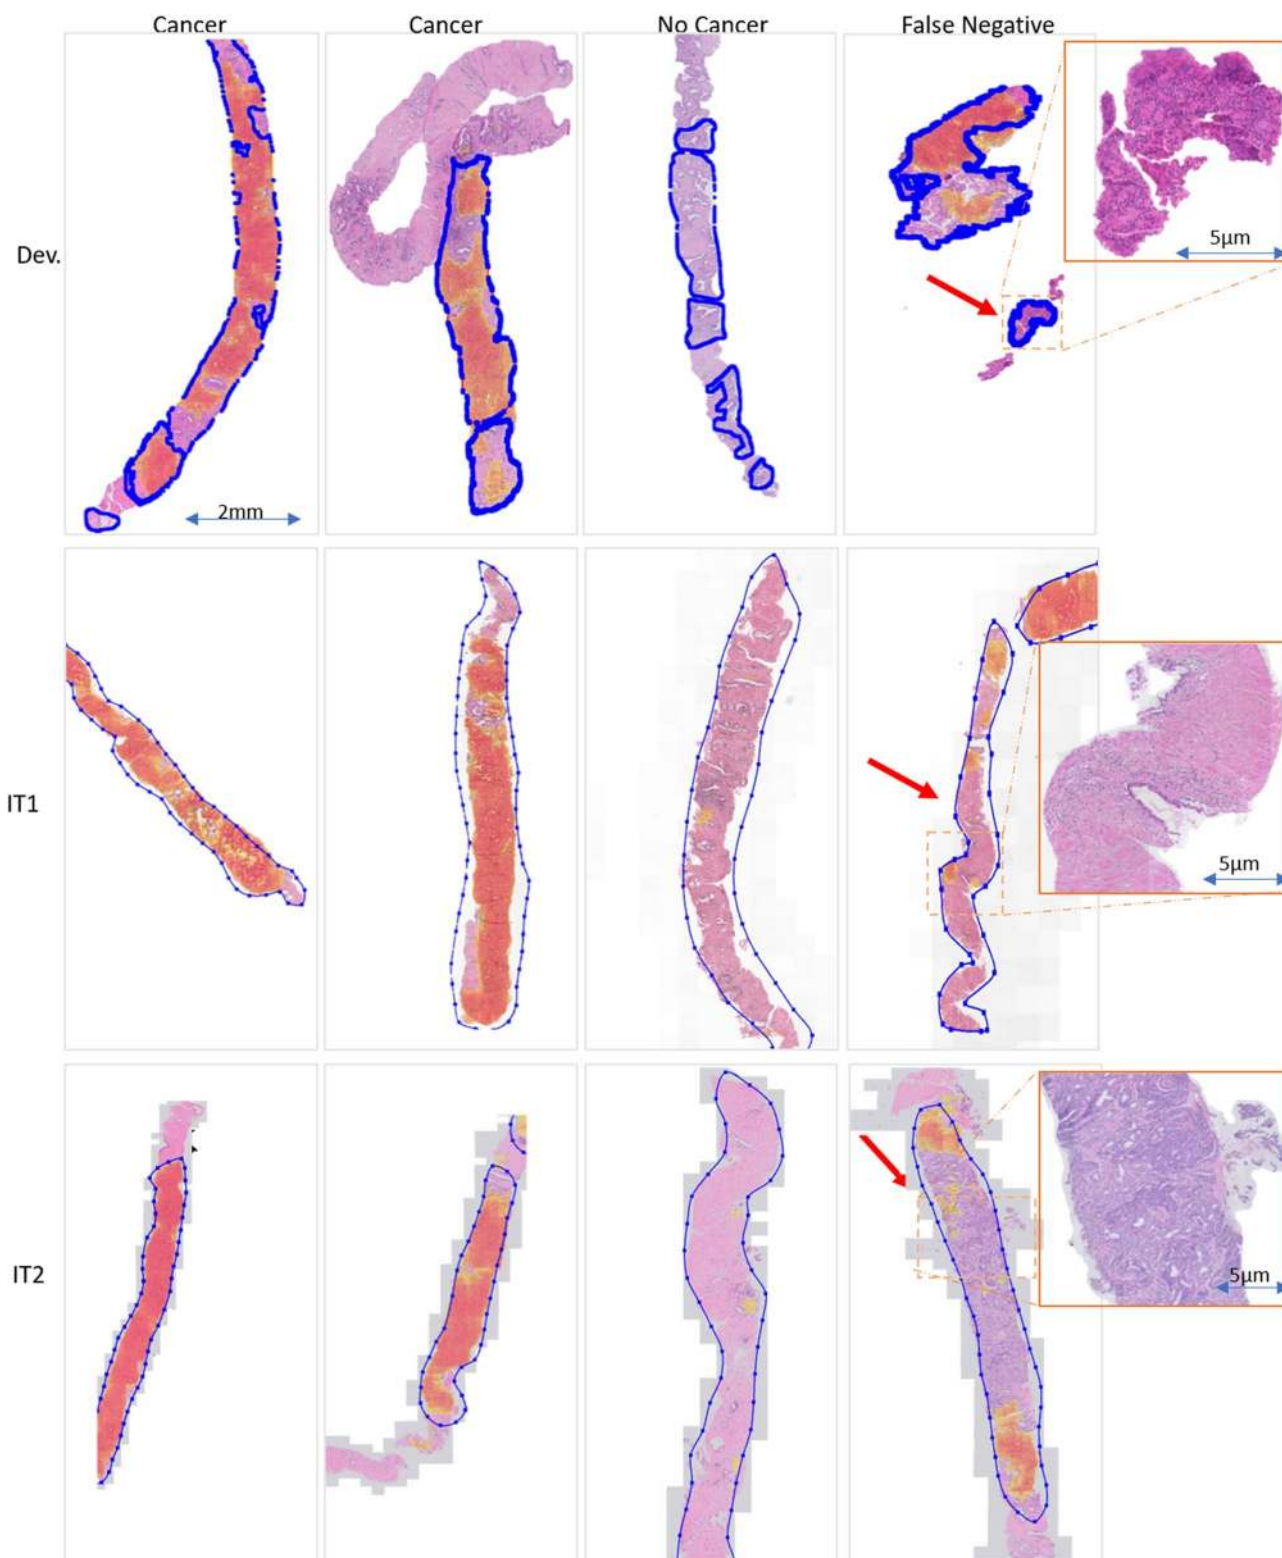 Cancer Cancer No Cancer False Negative
Dev.
5μm
2mm
IT1
5μm
IT2
5μm